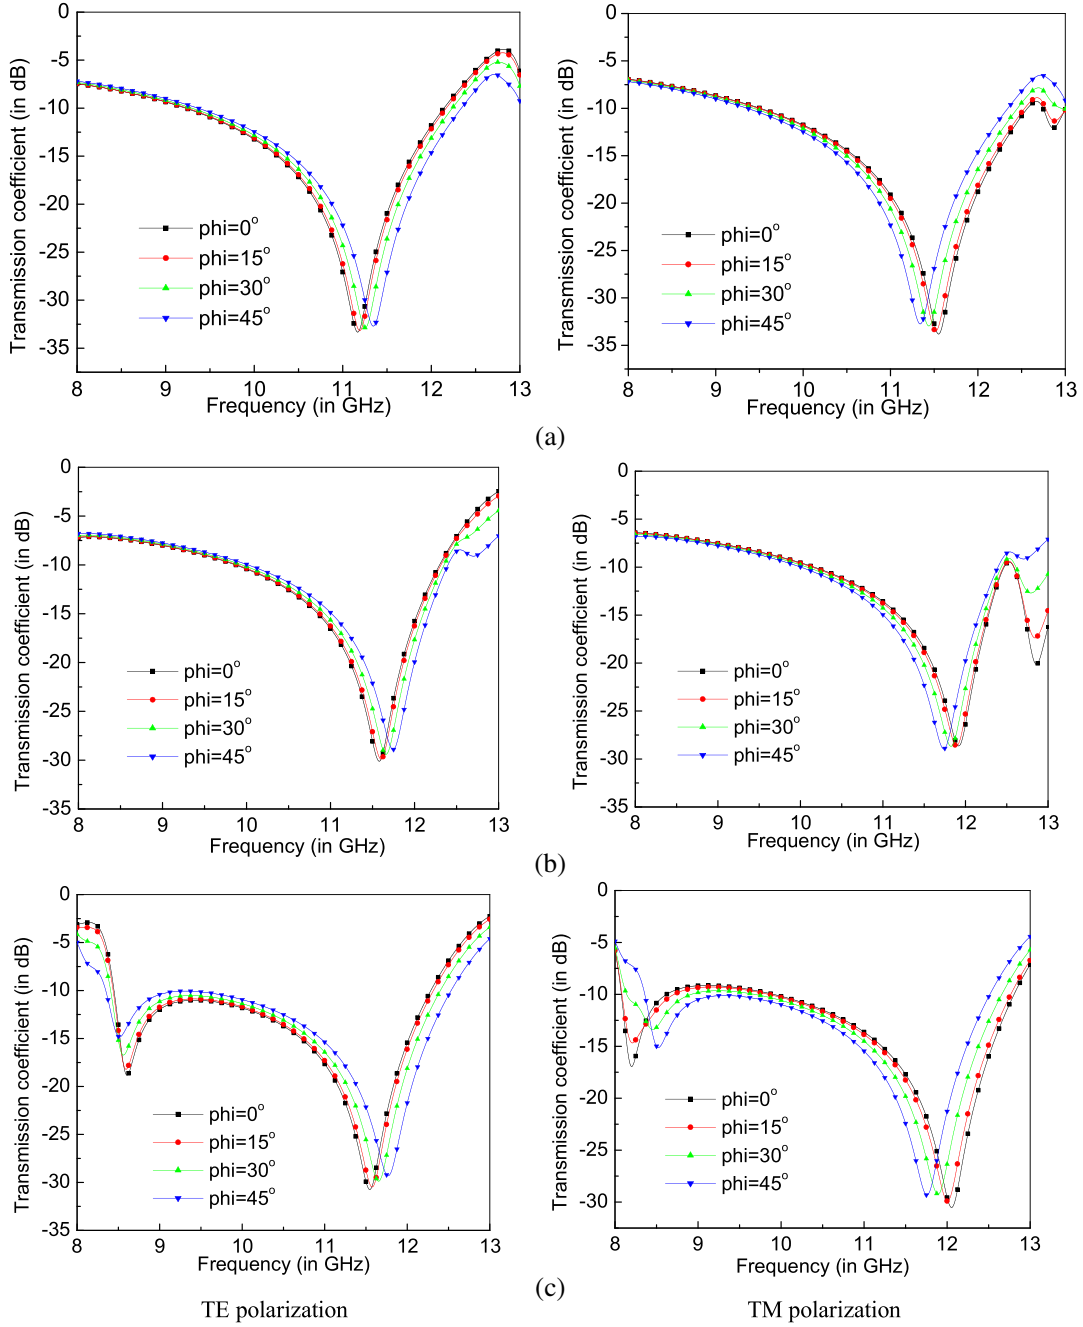 0
-5
-10
-15
-20
-25
-30
-35
Transmission coefficient (in dB)
phi=0°
phi=15°
phi=30°
phi=45°
8 9 10 11 12 13
Frequency (in GHz)
0
-5
-10
-15
-20
-25
-30
-35
Transmission coefficient (in dB)
phi=0°
phi=15°
phi=30°
phi=45°
8 9 10 11 12 13
Frequency (in GHz)
(a)
0
-5
-10
-15
-20
-25
-30
-35
Transmission coefficient (in dB)
phi=0°
phi=15°
phi=30°
phi=45°
8 9 10 11 12 13
Frequency (in GHz)
0
-5
-10
-15
-20
-25
-30
-35
Transmission coefficient (in dB)
phi=0°
phi=15°
phi=30°
phi=45°
8 9 10 11 12 13
Frequency (in GHz)
(b)
0
-5
-10
-15
-20
-25
-30
-35
Transmission coefficient (in dB)
phi=0°
phi=15°
phi=30°
phi=45°
8 9 10 11 12 13
Frequency (in GHz)
0
-5
-10
-15
-20
-25
-30
Transmission coefficient (in dB)
phi=0°
phi=15°
phi=30°
phi=45°
8 9 10 11 12 13
Frequency (in GHz)
(c)
TE polarization
TM polarization